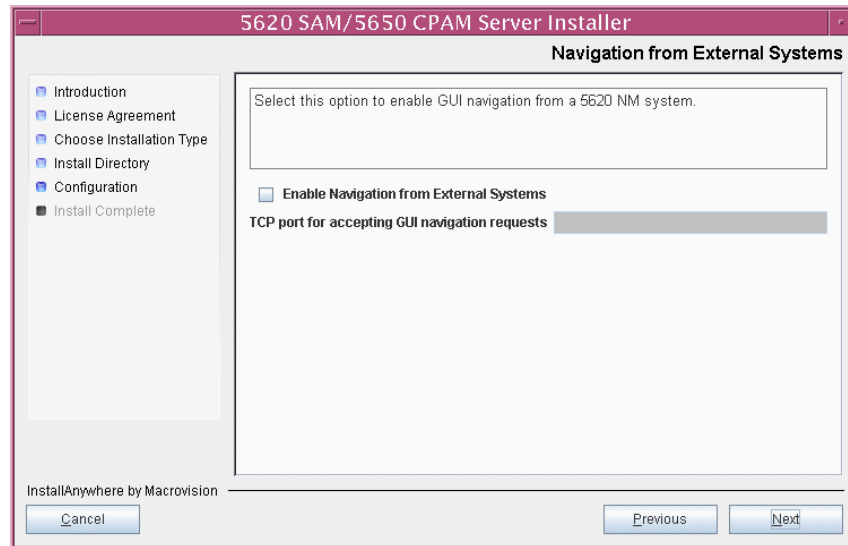 5620 SAM/5650 CPAM Server Installer
Navigation from External Systems
Introduction
License Agreement
Choose Installation Type
Install Directory
Configuration
Install Complete
Select this option to enable GUI navigation from a 5620 NM system.
Enable Navigation from External Systems
TCP port for accepting GUI navigation requests
InstallAnywhere by Macrovision
Cancel
Previous
Next